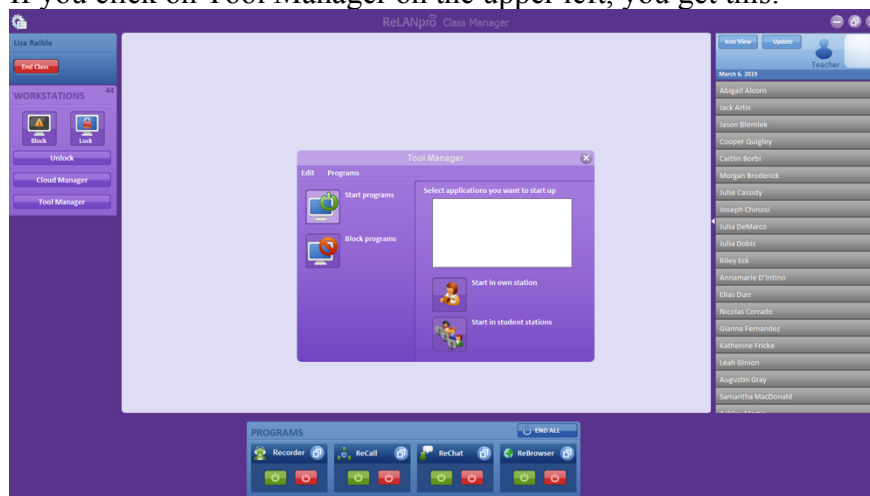 If you click on Tool Manager on the upper left, you get this:
ReLANpro Class Manager
Lisa Raible
End Class
WORKSTATIONS 44
Block Lock
Unlock
Cloud Manager
Tool Manager
Tool Manager
Edit Programs
Start programs
Block programs
Select applications you want to start up
Start in own station
Start in student stations
Icon View Update
Teacher
March 6, 2019
Abigail Alcorn
Jack Artis
Jason Blemlek
Cooper Quigley
Caitlin Borbi
Morgan Broderick
Julie Cassidy
Joseph Chinosi
Julia DeMarco
Julia Dobis
Riley Eck
Annamarie D'Intino
Elias Durr
Nicolas Corrado
Gianna Fernandez
Katherine Fricke
Leah Ginion
Augustin Gray
Samantha MacDonald
PROGRAMS END ALL
Recorder ReCall ReChat ReBrowser